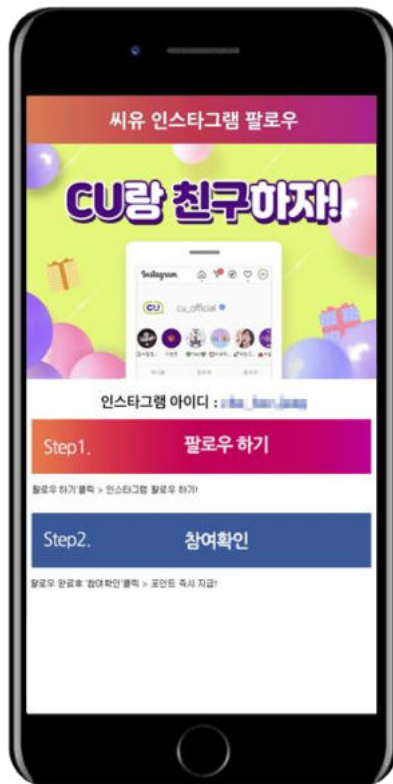 씨유 인스타그램 팔로우
CU랑 친구하자!
Instagram
CU
cu_official
인스타그램 아이디 :
Step1. 팔로우 하기
팔로우 하기'클릭 > 인스타그램 팔로우 하기!
Step2. 참여확인
팔로우 완료후 '참여확인'클릭 > 포인트 즉시 지급!